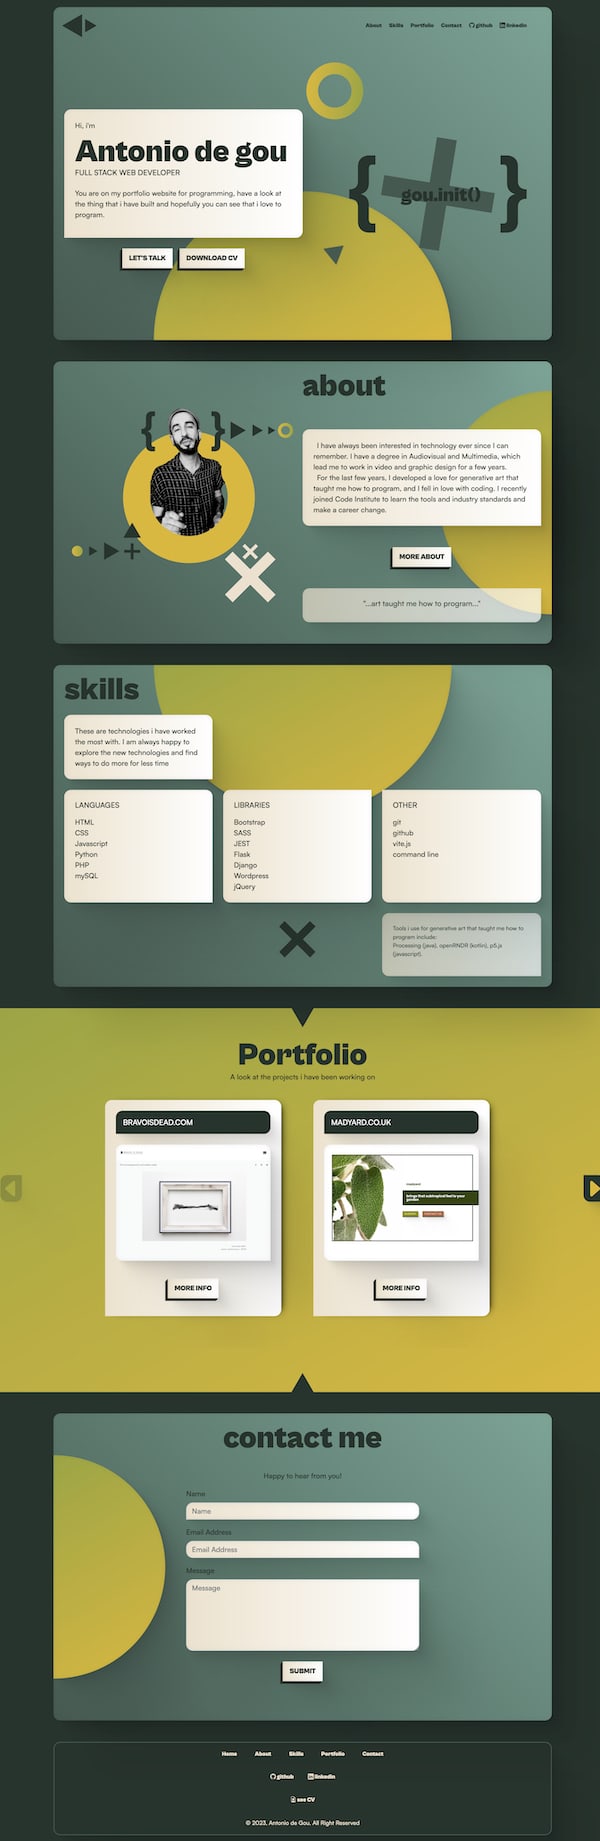 About Skills Portfolio Contact github linkedin
Hi, i'm
Antonio de gou
FULL STACK WEB DEVELOPER
You are on my portfolio website for programming, have a look at
the thing that i have built and hopefully you can see that i love to
program.
LET'S TALK DOWNLOAD CV
{ gou.init() }
about
{ }
I have always been interested in technology ever since I can
remember. I have a degree in Audiovisual and Multimedia, which
lead me to work in video and graphic design for a few years.
For the last few years, I developed a love for generative art that
taught me how to program, and I fell in love with coding. I recently
joined Code Institute to learn the tools and industry standards and
make a career change.
MORE ABOUT
"...art taught me how to program..."
skills
These are technologies i have worked
the most with. I am always happy to
explore the new technologies and find
ways to do more for less time
LANGUAGES
HTML
CSS
Javascript
Python
PHP
mySQL
LIBRARIES
Bootstrap
SASS
JEST
Flask
Django
Wordpress
jQuery
OTHER
git
github
vite.js
command line
Tools i use for generative art that taught me how to
program include:
Processing (java), openRNDR (kotlin), p5.js
(javascript).
Portfolio
A look at the projects i have been working on
BRAVOISDEAD.COM
MORE INFO
MADYARD.CO.UK
brings that subtropical feel to your
garden
MORE INFO
contact me
Happy to hear from you!
Name
Name
Email Address
Email Address
Message
Message
SUBMIT
Home About Skills Portfolio Contact
github linkedin
see CV
© 2023, Antonio de Gou, All Right Reserved